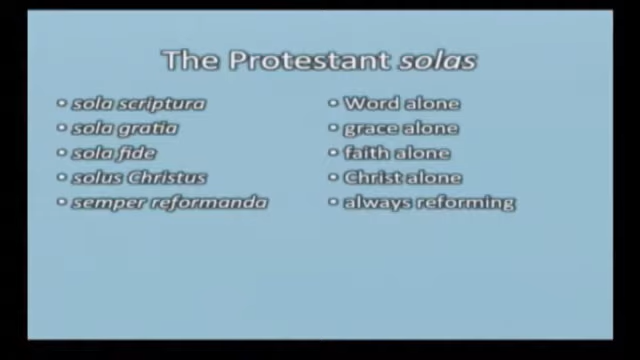 The Protestant solas
• sola scriptura
• sola gratia
• sola fide
• solus Christus
• semper reformanda
• Word alone
• grace alone
• faith alone
• Christ alone
• always reforming